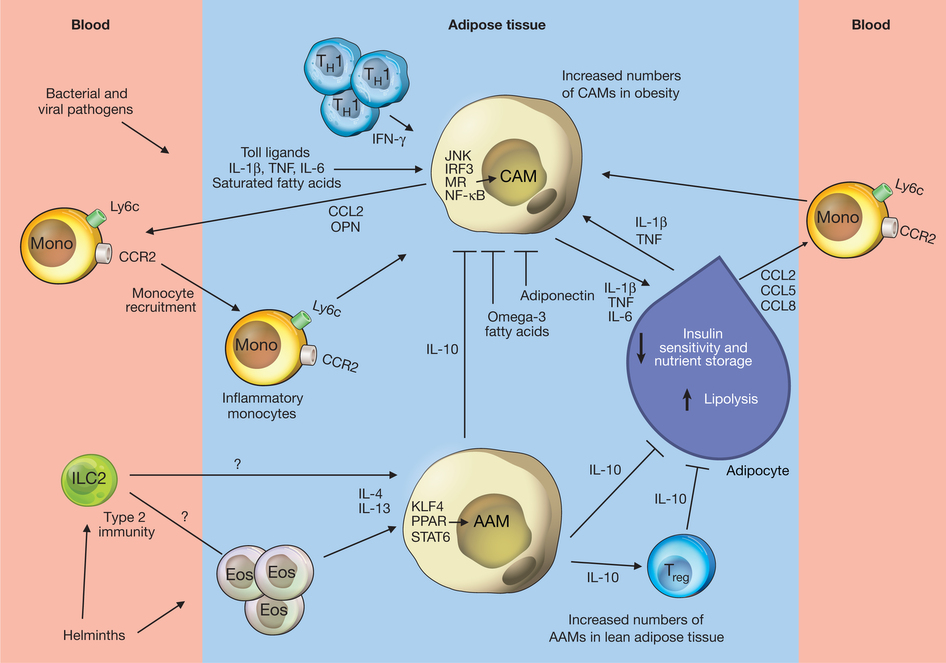 Blood
Adipose tissue
Blood
Bacterial and
viral pathogens
TH1
TH1
TH1
IFN-γ
Increased numbers
of CAMs in obesity
Toll ligands
IL-1β, TNF, IL-6
Saturated fatty acids
JNK
IRF3
MR
NF-κB
CAM
CCL2
OPN
Mono
Ly6c
CCR2
Monocyte
recruitment
Mono
Ly6c
CCR2
Inflammatory
monocytes
IL-10
Omega-3
fatty acids
Adiponectin
IL-1β
TNF
IL-1β
TNF
IL-6
Mono
Ly6c
CCR2
CCL2
CCL5
CCL8
Insulin
sensitivity and
nutrient storage
Lipolysis
Adipocyte
ILC2
?
Type 2
immunity
?
IL-4
IL-13
Eos
Eos
Eos
Helminths
KLF4
PPAR
STAT6
AAM
IL-10
IL-10
IL-10
Treg
Increased numbers of
AAMs in lean adipose tissue